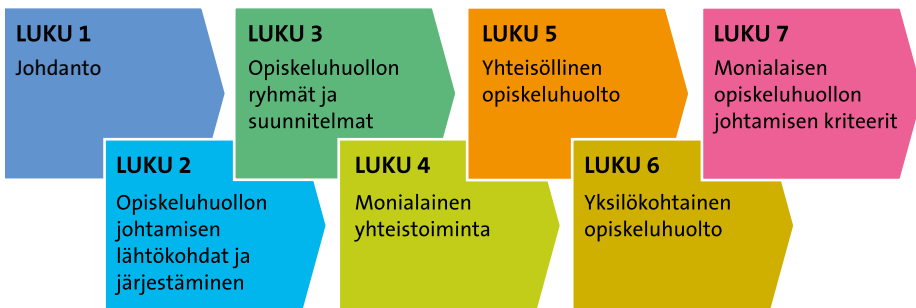 LUKU 1
Johdanto
LUKU 2
Opiskeluhuollon
johtamisen
lähtökohdat ja
järjestäminen
LUKU 3
Opiskeluhuollon
ryhmät ja
suunnitelmat
LUKU 4
Monialainen
yhteistoiminta
LUKU 5
Yhteisöllinen
opiskeluhuolto
LUKU 6
Yksilökohtainen
opiskeluhuolto
LUKU 7
Monialaisen
opiskeluhuollon
johtamisen kriteerit